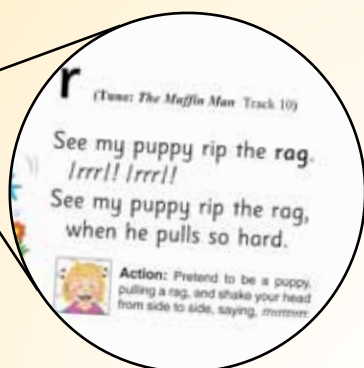 r (Tune: The Muffin Man Track 10)
See my puppy rip the rag.
/rrr/! /rrr/!
See my puppy rip the rag,
when he pulls so hard.
Action: Pretend to be a puppy,
pulling a rag, and shake your head
from side to side, saying, rrrrrrrr.